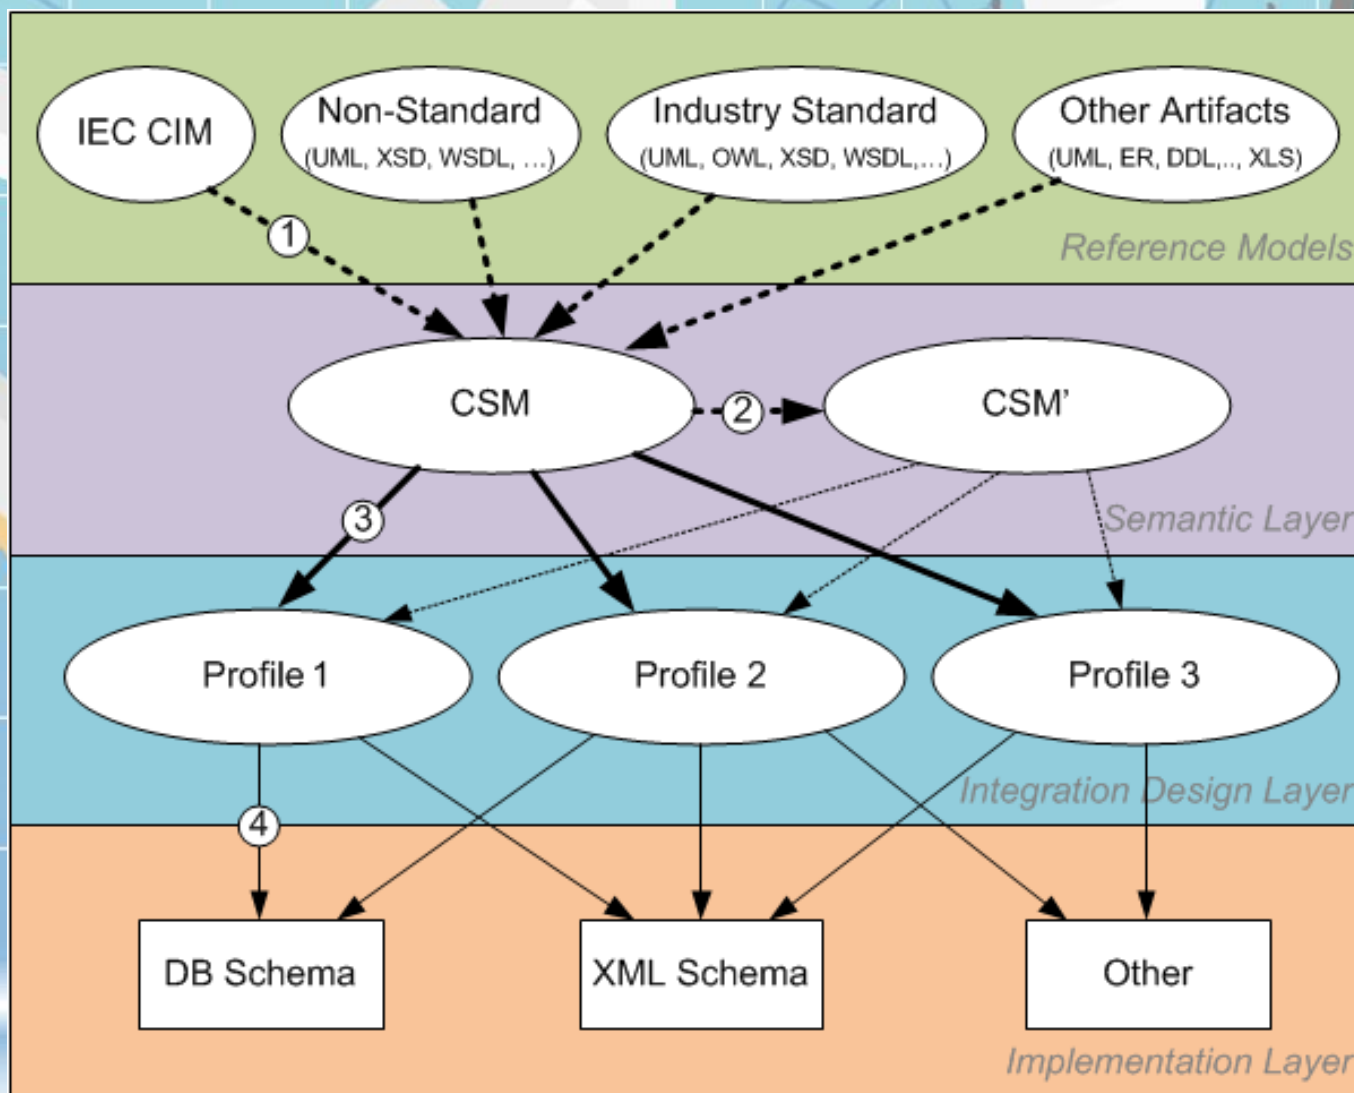 IEC CIM
Non-Standard
(UML, XSD, WSDL, ...)
Industry Standard
(UML, OWL, XSD, WSDL,...)
Other Artifacts
(UML, ER, DDL,.., XLS)
1
Reference Models
CSM
2
CSM'
3
Semantic Layer
Profile 1
Profile 2
Profile 3
Integration Design Layer
4
DB Schema
XML Schema
Other
Implementation Layer